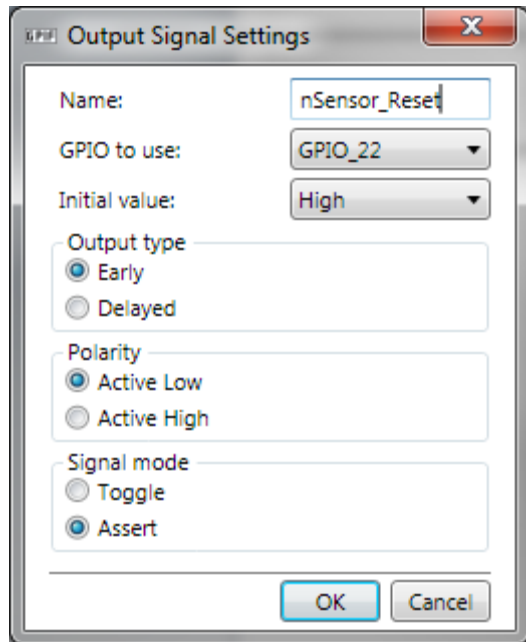 Output Signal Settings
Name: nSensor_Reset
GPIO to use: GPIO_22
Initial value: High
Output type
Early
Delayed
Polarity
Active Low
Active High
Signal mode
Toggle
Assert
OK Cancel